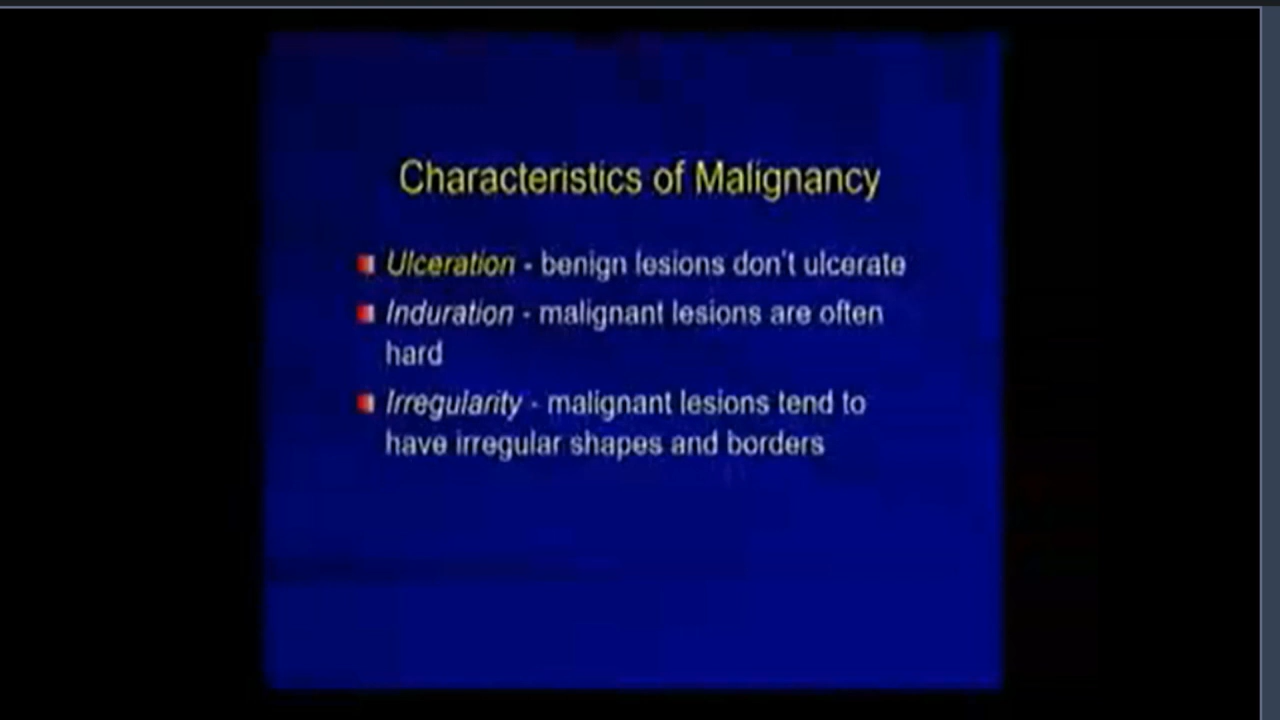 Characteristics of Malignancy
Ulceration - benign lesions don't ulcerate
Induration - malignant lesions are often
hard
Irregularity - malignant lesions tend to
have irregular shapes and borders